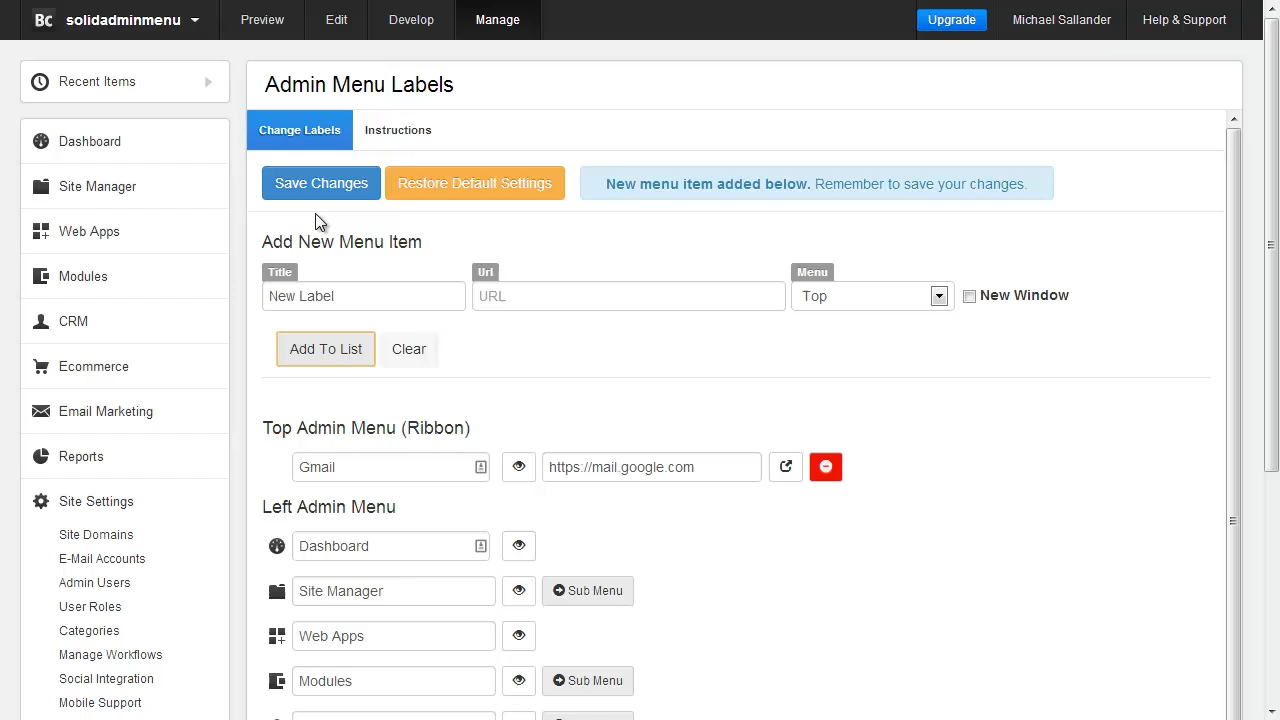 Bc solidadminmenu Preview Edit Develop Manage Upgrade Michael Sallander Help & Support
Recent Items
Dashboard
Site Manager
Web Apps
Modules
CRM
Ecommerce
Email Marketing
Reports
Site Settings
Site Domains
E-Mail Accounts
Admin Users
User Roles
Categories
Manage Workflows
Social Integration
Mobile Support
Admin Menu Labels
Change Labels Instructions
Save Changes Restore Default Settings New menu item added below. Remember to save your changes.
Add New Menu Item
Title Url Menu
New Label URL Top New Window
Add To List Clear
Top Admin Menu (Ribbon)
Gmail https://mail.google.com
Left Admin Menu
Dashboard
Site Manager Sub Menu
Web Apps
Modules Sub Menu